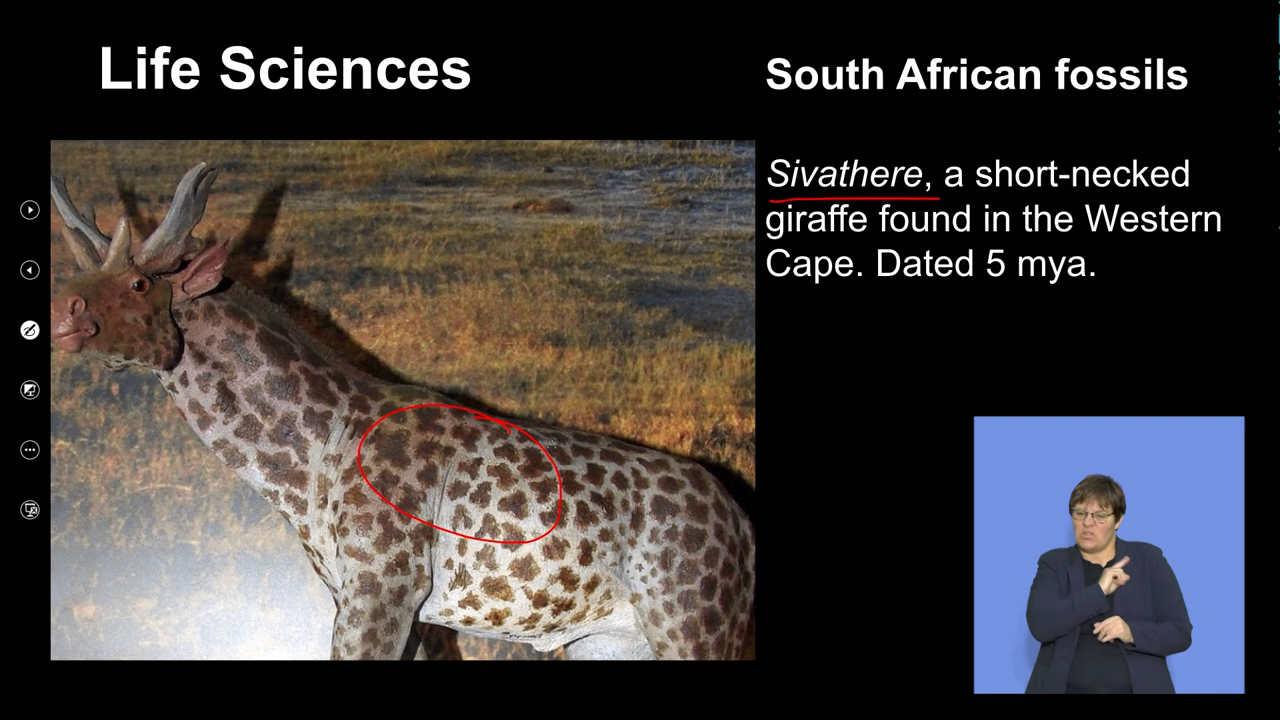 Life Sciences
South African fossils
Sivathere, a short-necked
giraffe found in the Western
Cape. Dated 5 mya.